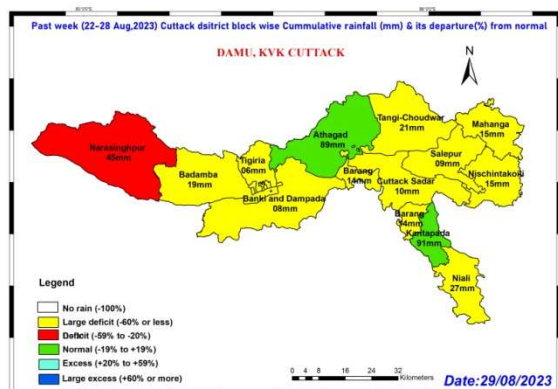 Past week (22-28 Aug,2023) Cuttack dsitrict block wise Cummulative rainfall (mm) & its departure(%) from normal
DAMU, KVK CUTTACK
N
Tangi-Choudwar
21mm
Mahanga
15mm
Athagad
89mm
Narasinghpur
45mm
Salepur
09mm
Tigiria
06mm
Badamba
19mm
Barang
14mm
Nischintakoili
15mm
Cuttack Sadar
10mm
Banki and Dampada
08mm
Barang
14mm
Kantapada
91mm
Niali
27mm
Legend
No rain (-100%)
Large deficit (-60% or less)
Deficit (-59% to -20%)
Normal (-19% to +19%)
Excess (+20% to +59%)
Large excess (+60% or more)
0 4 8 16 24 32
Kilometers
Date:29/08/2023